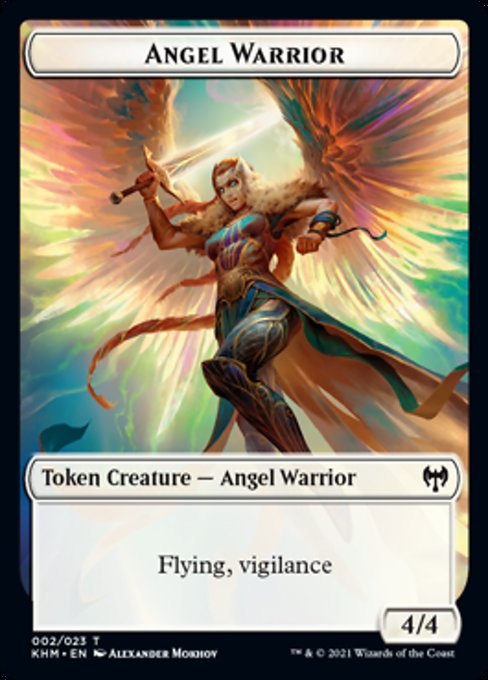 Angel Warrior
Token Creature — Angel Warrior
Flying, vigilance
4/4
002/023 T
KHM • EN Alexander Mokhov
™ & © 2021 Wizards of the Coast